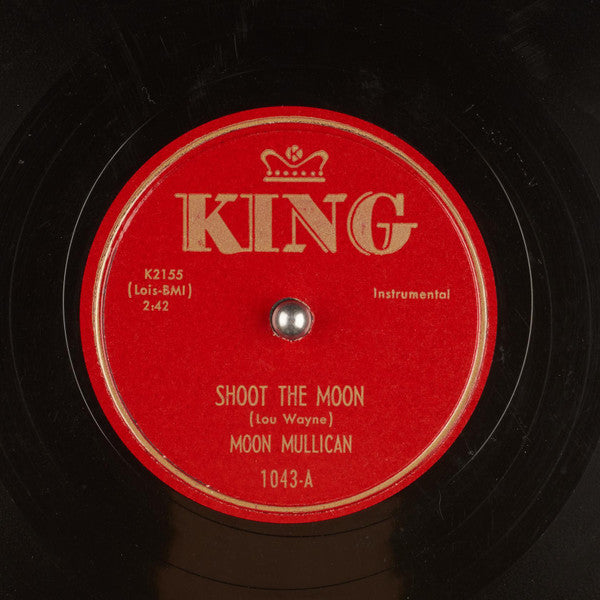 K
KING
K2155
(Lois-BMI)
2:42
Instrumental
SHOOT THE MOON
(Lou Wayne)
MOON MULLICAN
1043-A